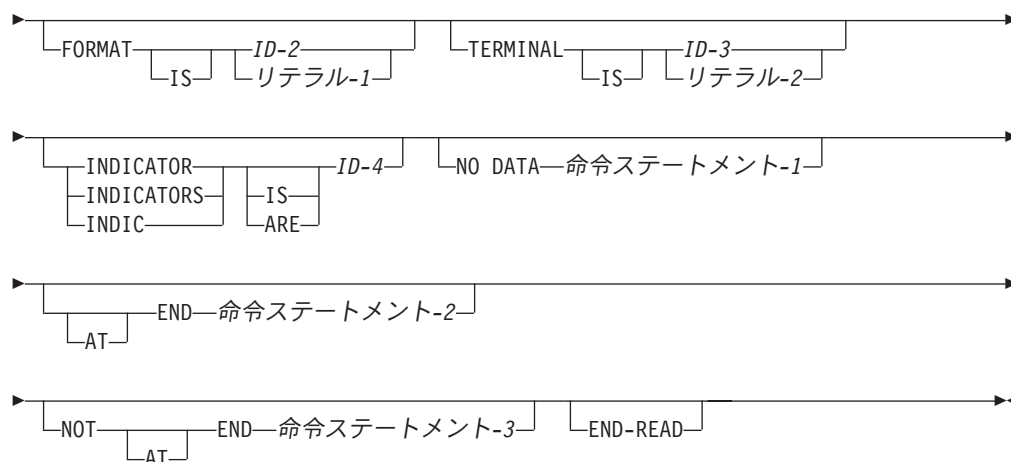 FORMAT IS ID-2 リテラル-1 TERMINAL IS ID-3 リテラル-2
INDICATOR INDICATORS INDIC IS ARE ID-4 NO DATA 命令ステートメント-1
AT END 命令ステートメント-2
NOT AT END 命令ステートメント-3 END-READ